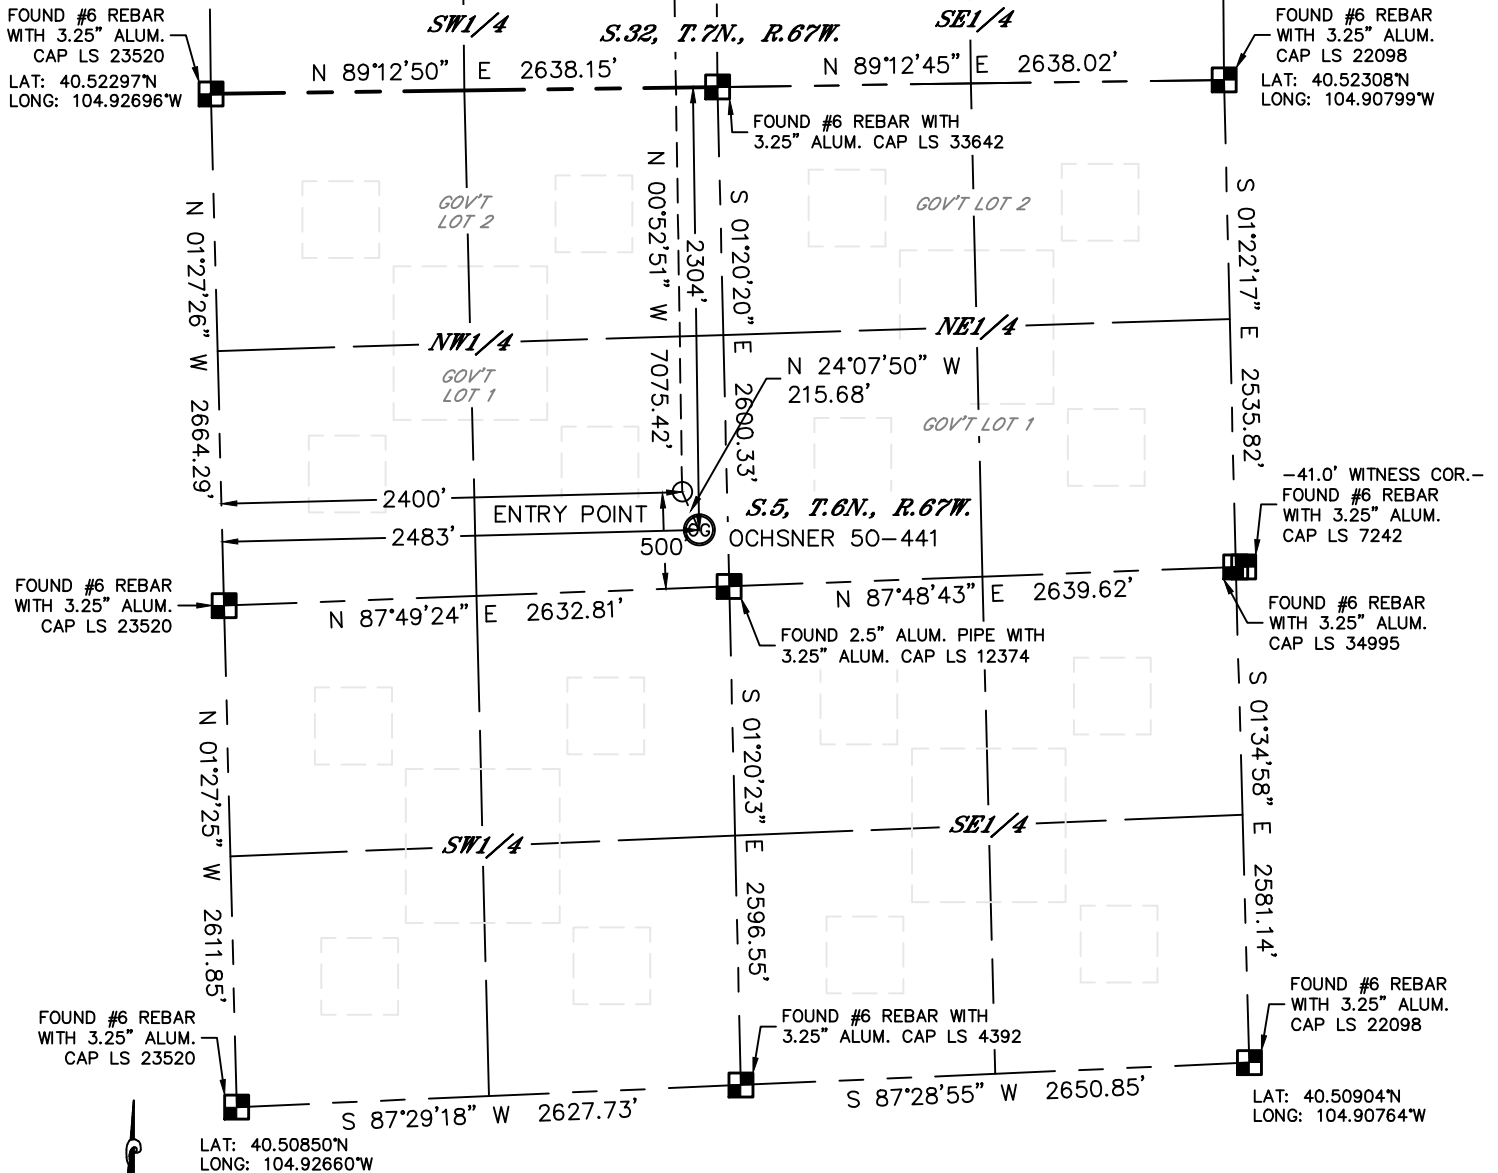 FOUND #6 REBAR
WITH 3.25" ALUM.
CAP LS 23520
LAT: 40.52297°N
LONG: 104.92696°W
SW1/4
S.32, T.7N., R.67W.
SE1/4
FOUND #6 REBAR
WITH 3.25" ALUM.
CAP LS 22098
LAT: 40.52308°N
LONG: 104.90799°W
N 89°12'50" E 2638.15'
N 89°12'45" E 2638.02'
FOUND #6 REBAR WITH
3.25" ALUM. CAP LS 33642
N 01°27'26" W 2664.29'
GOV'T
LOT 2
N 00°52'51" W 7075.42'
2304'
S 01°20'20" E 2600.33'
GOV'T LOT 2
S 01°22'17" E 2535.82'
NW1/4
NE1/4
GOV'T
LOT 1
N 24°07'50" W
215.68'
GOV'T LOT 1
2400'
ENTRY POINT
2483'
500'
OG
S.5, T.6N., R.67W.
OCHSNER 5O-441
-41.0' WITNESS COR.-
FOUND #6 REBAR
WITH 3.25" ALUM.
CAP LS 7242
FOUND #6 REBAR
WITH 3.25" ALUM.
CAP LS 23520
N 87°49'24" E 2632.81'
N 87°48'43" E 2639.62'
FOUND #6 REBAR
WITH 3.25" ALUM.
CAP LS 34995
FOUND 2.5" ALUM. PIPE WITH
3.25" ALUM. CAP LS 12374
N 01°27'25" W 2611.85'
S 01°20'23" E 2596.55'
S 01°34'58" E 2581.14'
SW1/4
SE1/4
FOUND #6 REBAR
WITH 3.25" ALUM.
CAP LS 23520
FOUND #6 REBAR WITH
3.25" ALUM. CAP LS 4392
FOUND #6 REBAR
WITH 3.25" ALUM.
CAP LS 22098
S 87°29'18" W 2627.73'
S 87°28'55" W 2650.85'
LAT: 40.50904°N
LONG: 104.90764°W
LAT: 40.50850°N
LONG: 104.92660°W